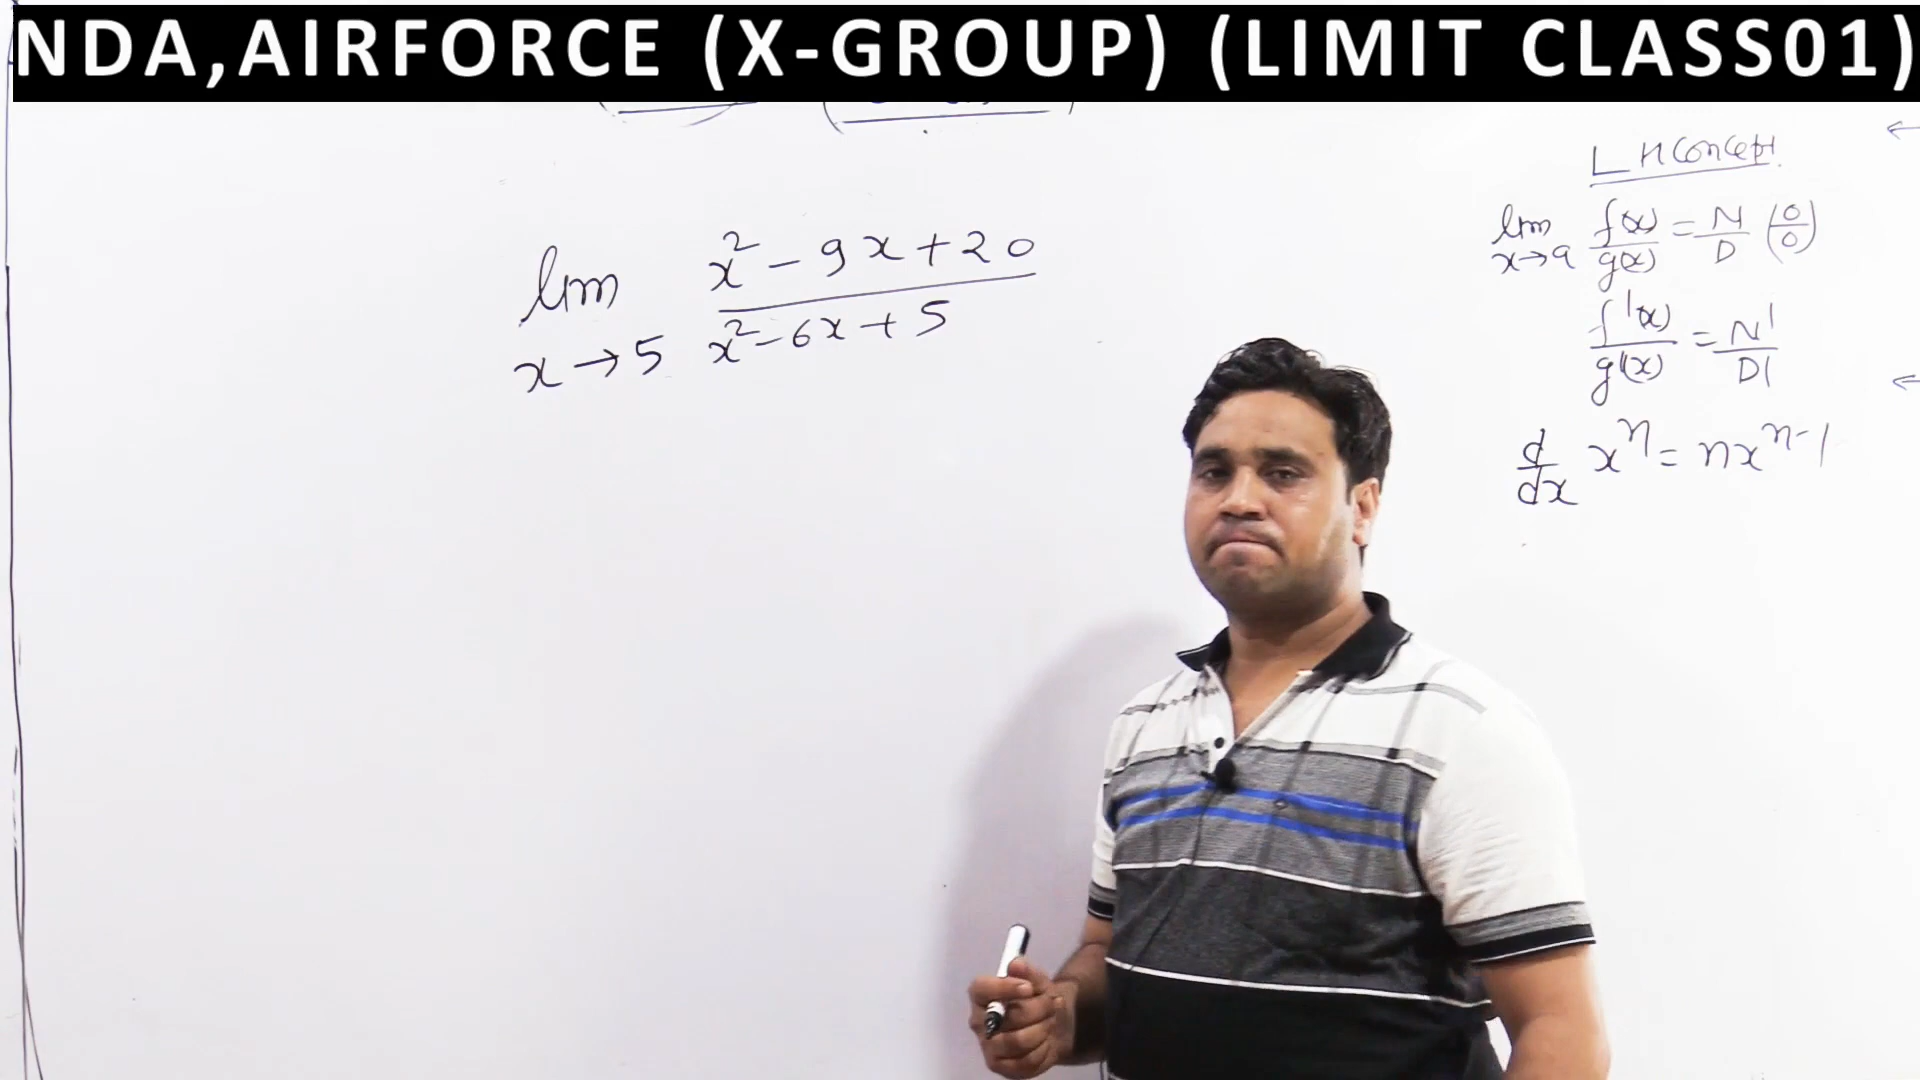 NDA,AIRFORCE (X-GROUP) (LIMIT CLASS01)
lim x→5 x²-9x+20 / x²-6x+5
LH Concept.
lim x→a f(x)/g(x) = N/D (0/0)
f'(x)/g'(x) = N'/D'
d/dx xⁿ = nxⁿ⁻¹